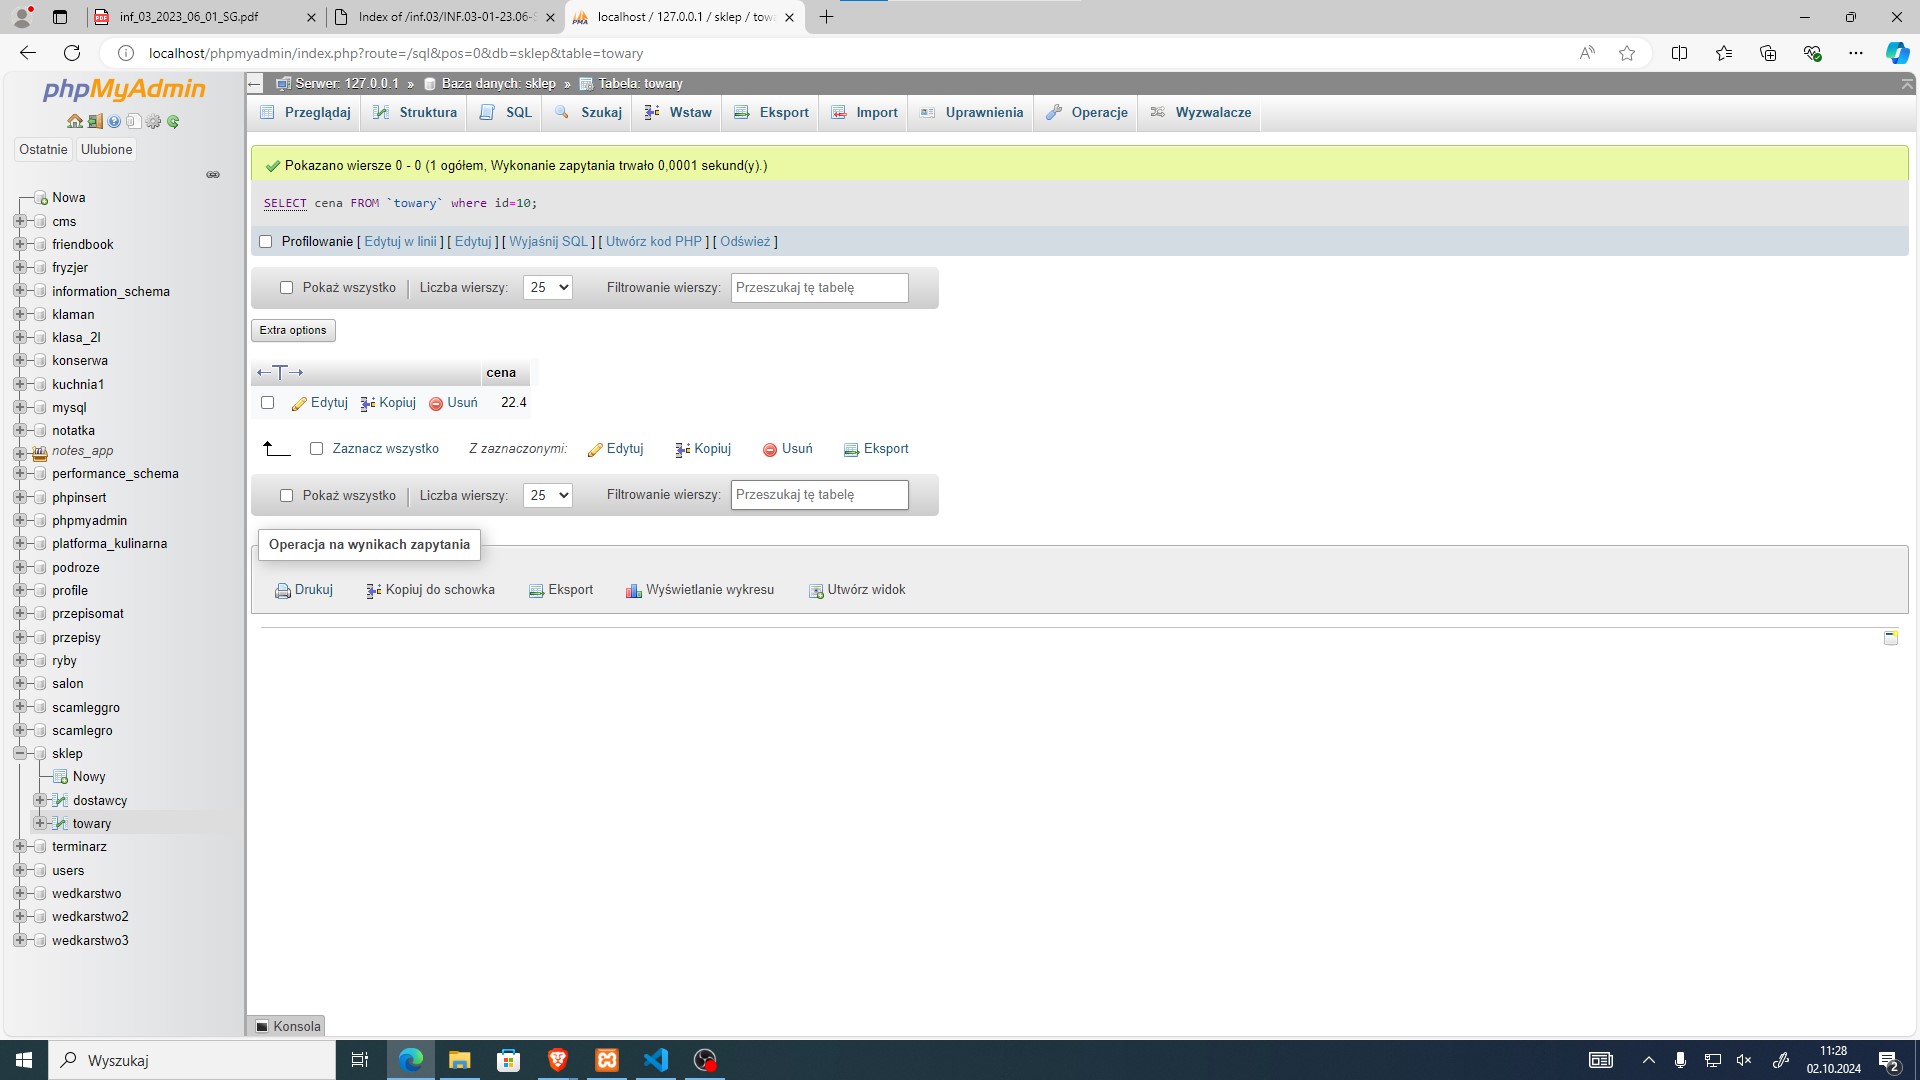 inf_03_2023_06_01_SG.pdf
Index of /inf.03/INF.03-01-23.06-
localhost / 127.0.0.1 / sklep / tow
localhost/phpmyadmin/index.php?route=/sql&pos=0&db=sklep&table=towary
phpMyAdmin
Ostatnie Ulubione
Nowa
cms
friendbook
fryzjer
information_schema
klaman
klasa_2l
konserwa
kuchnia1
mysql
notatka
notes_app
performance_schema
phpinsert
phpmyadmin
platforma_kulinarna
podroze
profile
przepisomat
przepisy
ryby
salon
scamleggro
scamlegro
sklep
Nowy
dostawcy
towary
terminarz
users
wedkarstwo
wedkarstwo2
wedkarstwo3
Serwer: 127.0.0.1 » Baza danych: sklep » Tabela: towary
Przeglądaj Struktura SQL Szukaj Wstaw Eksport Import Uprawnienia Operacje Wyzwalacze
Pokazano wiersze 0 - 0 (1 ogółem, Wykonanie zapytania trwało 0,0001 sekund(y).)
SELECT cena FROM `towary` where id=10;
Profilowanie [ Edytuj w linii ] [ Edytuj ] [ Wyjaśnij SQL ] [ Utwórz kod PHP ] [ Odśwież ]
Pokaż wszystko Liczba wierszy: 25 Filtrowanie wierszy: Przeszukaj tę tabelę
Extra options
←T→ cena
Edytuj Kopiuj Usuń 22.4
Zaznacz wszystko Z zaznaczonymi: Edytuj Kopiuj Usuń Eksport
Pokaż wszystko Liczba wierszy: 25 Filtrowanie wierszy: Przeszukaj tę tabelę
Operacja na wynikach zapytania
Drukuj Kopiuj do schowka Eksport Wyświetlanie wykresu Utwórz widok
Konsola
Wyszukaj
11:28
02.10.2024
2